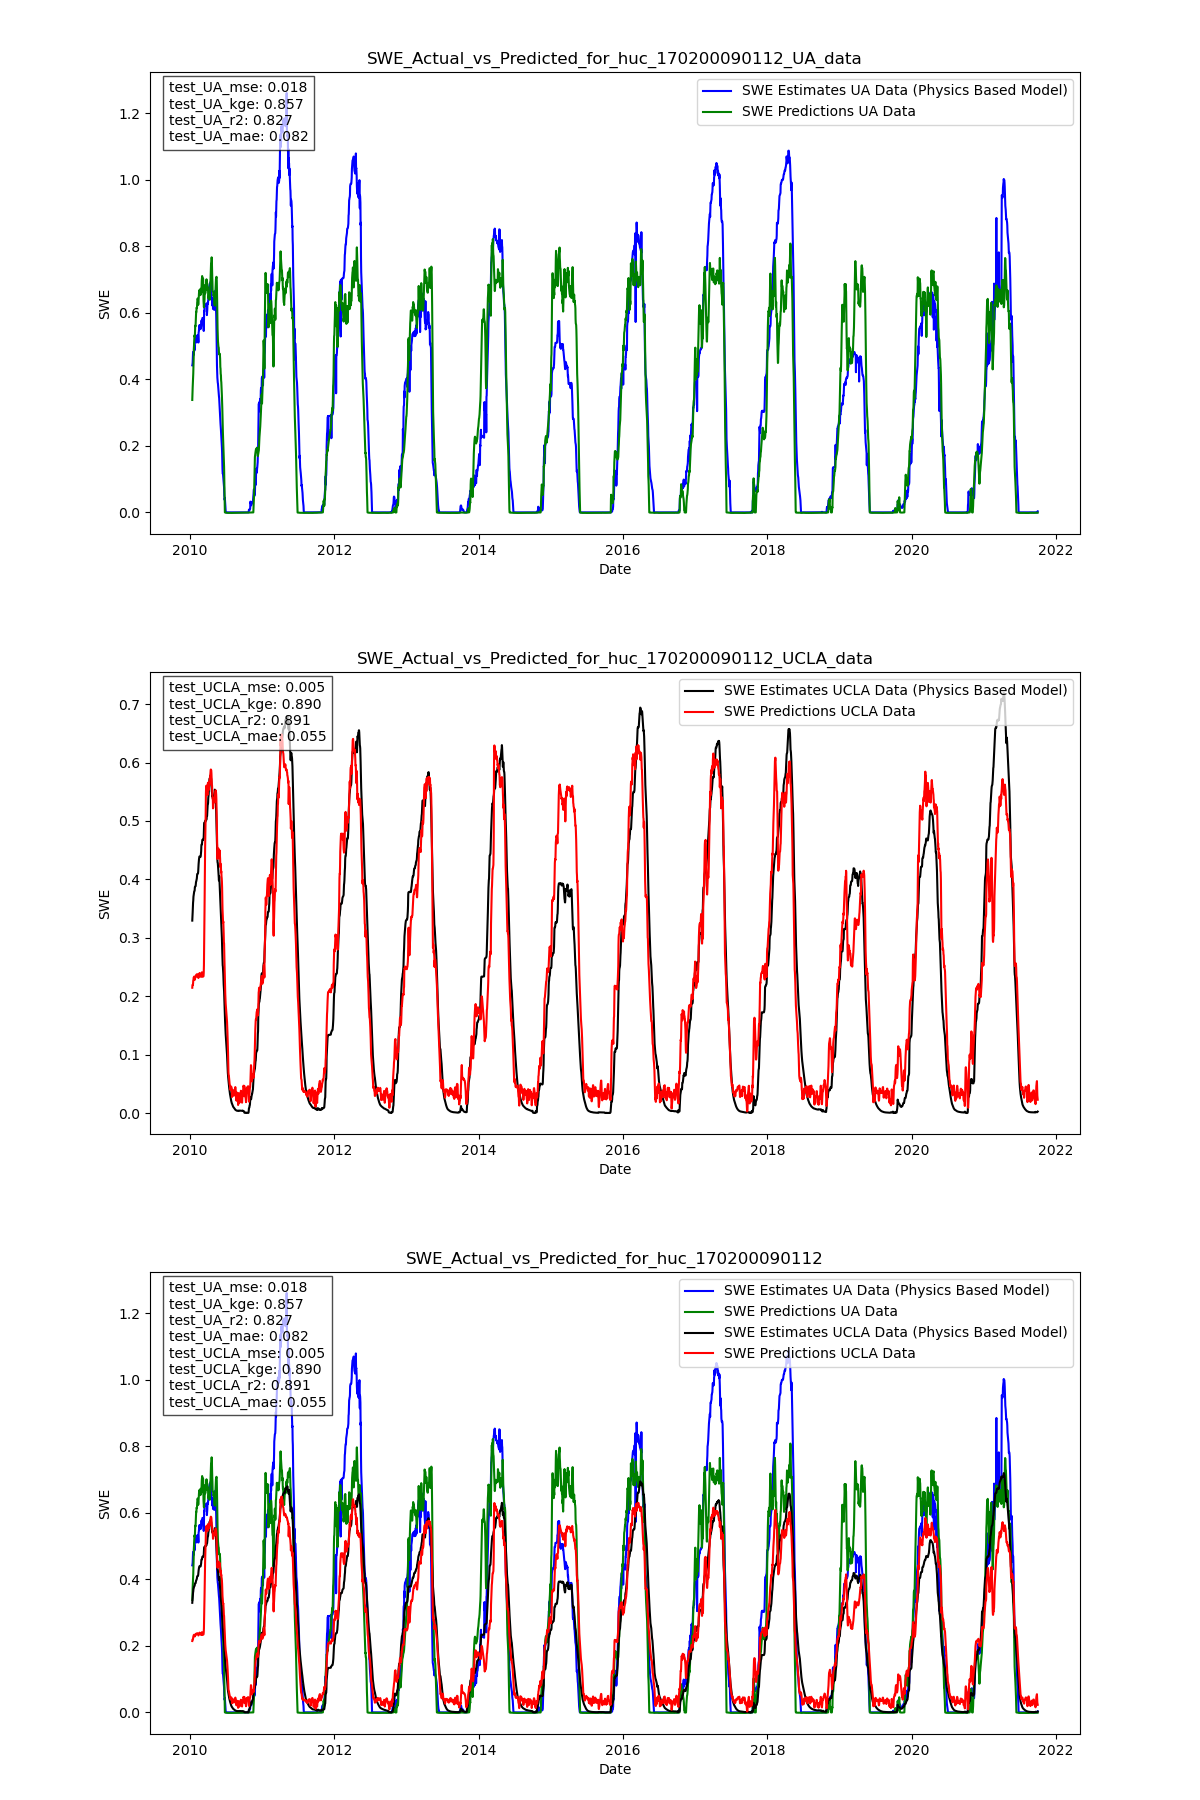 SWE_Actual_vs_Predicted_for_huc_170200090112_UA_data
test_UA_mse: 0.018
test_UA_kge: 0.857
test_UA_r2: 0.827
test_UA_mae: 0.082
SWE Estimates UA Data (Physics Based Model)
SWE Predictions UA Data
1.2
1.0
0.8
0.6
0.4
0.2
0.0
SWE
2010 2012 2014 2016 2018 2020 2022
Date
SWE_Actual_vs_Predicted_for_huc_170200090112_UCLA_data
test_UCLA_mse: 0.005
test_UCLA_kge: 0.890
test_UCLA_r2: 0.891
test_UCLA_mae: 0.055
SWE Estimates UCLA Data (Physics Based Model)
SWE Predictions UCLA Data
0.7
0.6
0.5
0.4
0.3
0.2
0.1
0.0
SWE
2010 2012 2014 2016 2018 2020 2022
Date
SWE_Actual_vs_Predicted_for_huc_170200090112
test_UA_mse: 0.018
test_UA_kge: 0.857
test_UA_r2: 0.827
test_UA_mae: 0.082
test_UCLA_mse: 0.005
test_UCLA_kge: 0.890
test_UCLA_r2: 0.891
test_UCLA_mae: 0.055
SWE Estimates UA Data (Physics Based Model)
SWE Predictions UA Data
SWE Estimates UCLA Data (Physics Based Model)
SWE Predictions UCLA Data
1.2
1.0
0.8
0.6
0.4
0.2
0.0
SWE
2010 2012 2014 2016 2018 2020 2022
Date